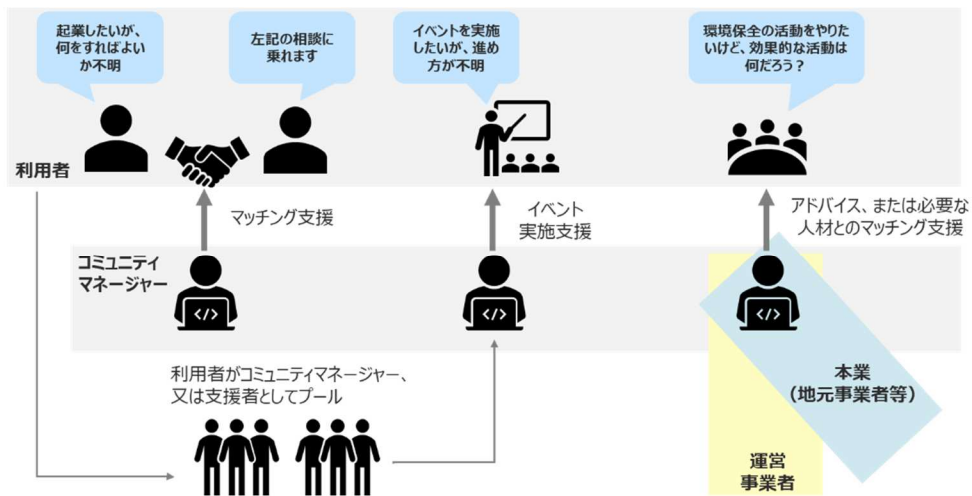 起業したいが、
何をすればよい
か不明
左記の相談に
乗れます
イベントを実施
したいが、進め
方が不明
環境保全の活動をやりた
いけど、効果的な活動は
何だろう？
利用者
マッチング支援
イベント
実施支援
アドバイス、または必要な
人材とのマッチング支援
コミュニティ
マネージャー
</>
</>
</>
利用者がコミュニティマネージャー、
又は支援者としてプール
本業
（地元事業者等）
運営
事業者